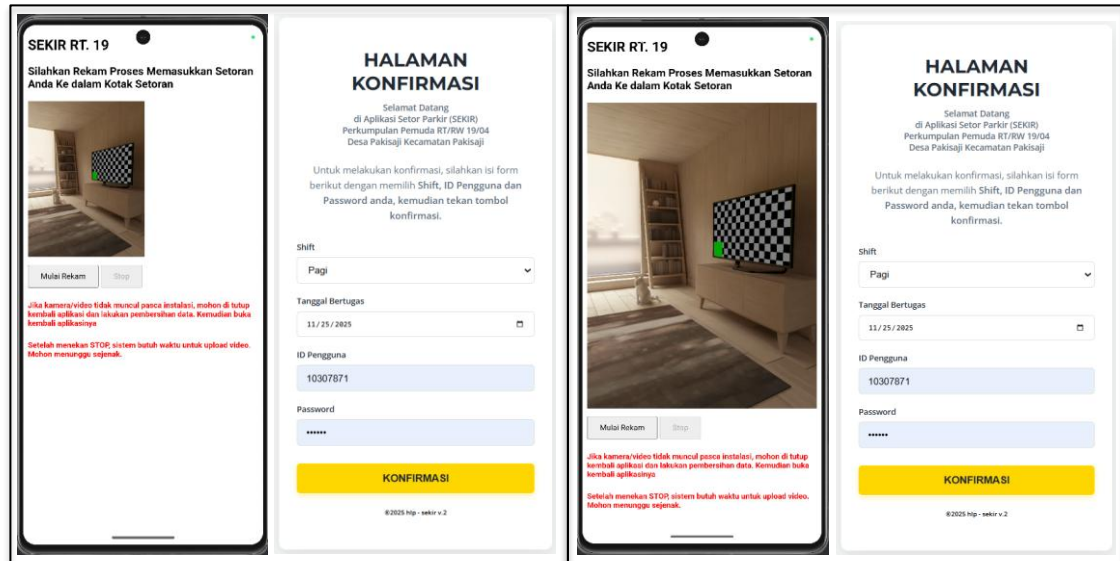 SEKIR RT. 19
Silahkan Rekam Proses Memasukkan Setoran
Anda Ke dalam Kotak Setoran
Mulai Rekam
Stop
Jika kamera/video tidak muncul pasca instalasi, mohon di tutup
kembali aplikasi dan lakukan pembersihan data. Kemudian buka
kembali aplikasinya
Setelah menekan STOP, sistem butuh waktu untuk upload video.
Mohon menunggu sejenak.
HALAMAN
KONFIRMASI
Selamat Datang
di Aplikasi Setor Parkir (SEKIR)
Perkumpulan Pemuda RT/RW 19/04
Desa Pakisaji Kecamatan Pakisaji
Untuk melakukan konfirmasi, silahkan isi form
berikut dengan memilih Shift, ID Pengguna dan
Password anda, kemudian tekan tombol
konfirmasi.
Shift
Pagi
Tanggal Bertugas
11/25/2025
ID Pengguna
10307871
Password
••••••
KONFIRMASI
©2025 hlp - sekir v.2
SEKIR RT. 19
Silahkan Rekam Proses Memasukkan Setoran
Anda Ke dalam Kotak Setoran
Mulai Rekam
Stop
Jika kamera/video tidak muncul pasca instalasi, mohon di tutup
kembali aplikasi dan lakukan pembersihan data. Kemudian buka
kembali aplikasinya
Setelah menekan STOP, sistem butuh waktu untuk upload video.
Mohon menunggu sejenak.
HALAMAN
KONFIRMASI
Selamat Datang
di Aplikasi Setor Parkir (SEKIR)
Perkumpulan Pemuda RT/RW 19/04
Desa Pakisaji Kecamatan Pakisaji
Untuk melakukan konfirmasi, silahkan isi form
berikut dengan memilih Shift, ID Pengguna dan
Password anda, kemudian tekan tombol
konfirmasi.
Shift
Pagi
Tanggal Bertugas
11/25/2025
ID Pengguna
10307871
Password
••••••
KONFIRMASI
©2025 hlp - sekir v.2